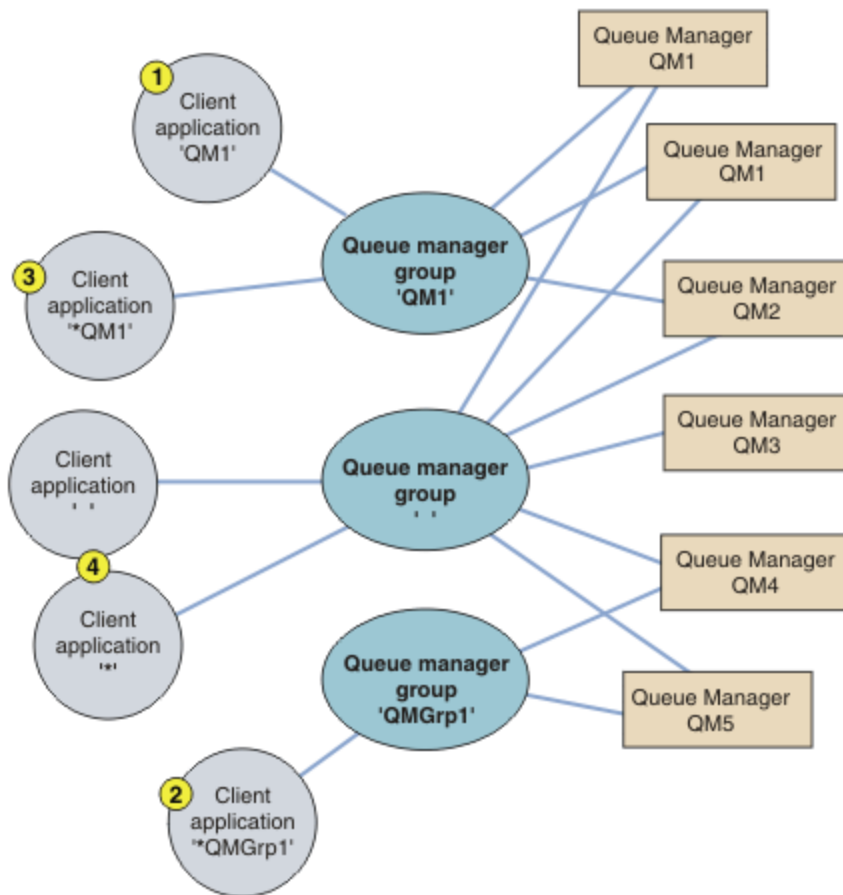 1
Client
application
'QM1'
3
Client
application
'*QM1'
Client
application
' '
4
Client
application
'*'
2
Client
application
'*QMGrp1'
Queue manager
group
'QM1'
Queue manager
group
' '
Queue manager
group
'QMGrp1'
Queue Manager
QM1
Queue Manager
QM1
Queue Manager
QM2
Queue Manager
QM3
Queue Manager
QM4
Queue Manager
QM5